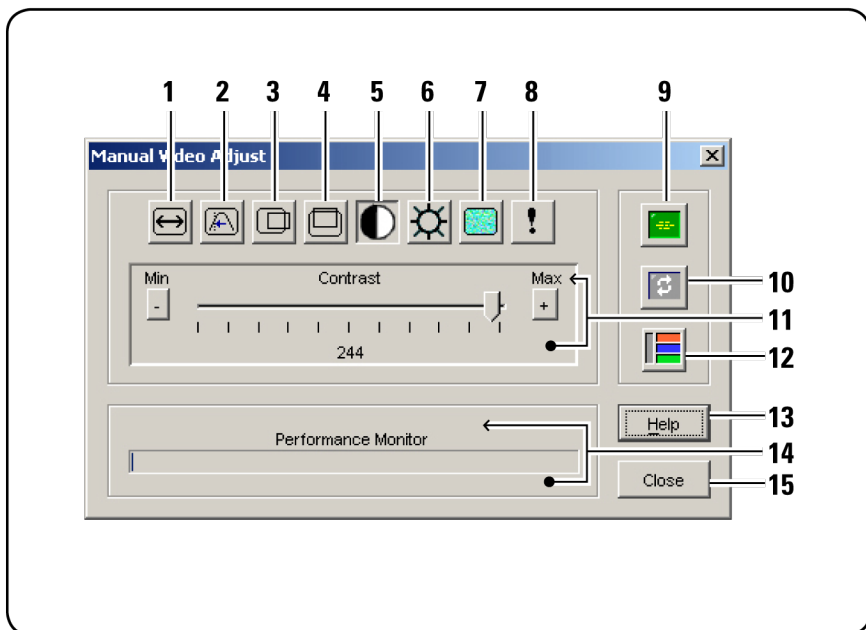 1 2 3 4 5 6 7 8 9
Manual Video Adjust
Min Contrast Max
- +
244
10
11
12
Help 13
Performance Monitor
14
Close 15